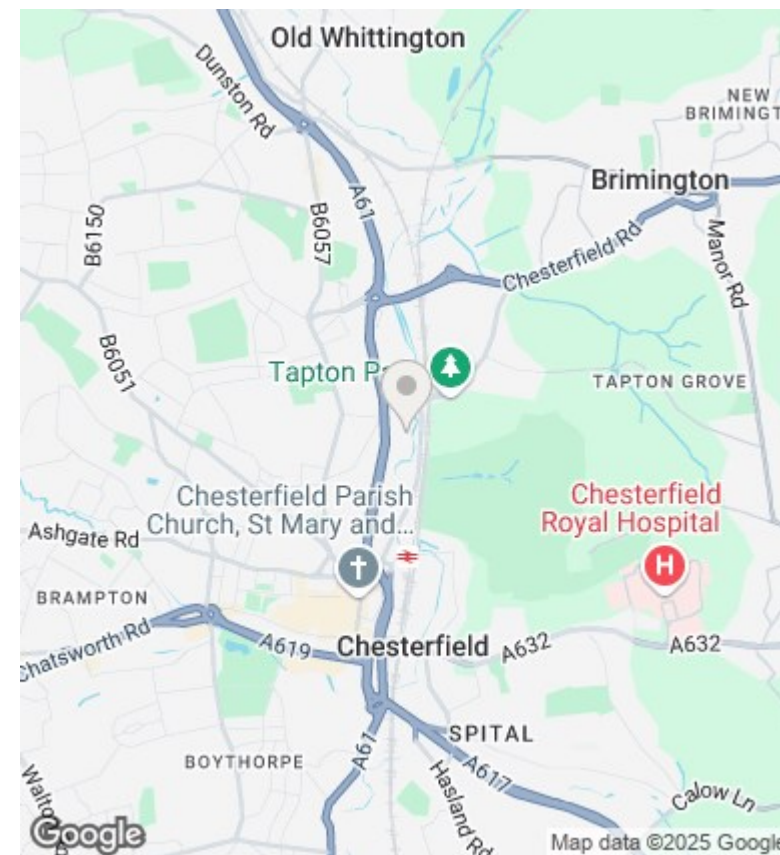 Old Whittington
Dunston Rd
NEW
BRIMINGT
A61
Brimington
B6150
B6057
Chesterfield Rd
Manor Rd
B6051
Tapton Pa
TAPTON GROVE
Chesterfield Parish
Church, St Mary and...
Chesterfield
Royal Hospital
H
Ashgate Rd
BRAMPTON
Chatsworth Rd
A619
Chesterfield
A632
A632
SPITAL
BOYTHORPE
A61
A617
Hasland Rd
Calow Ln
Google
Map data ©2025 Google